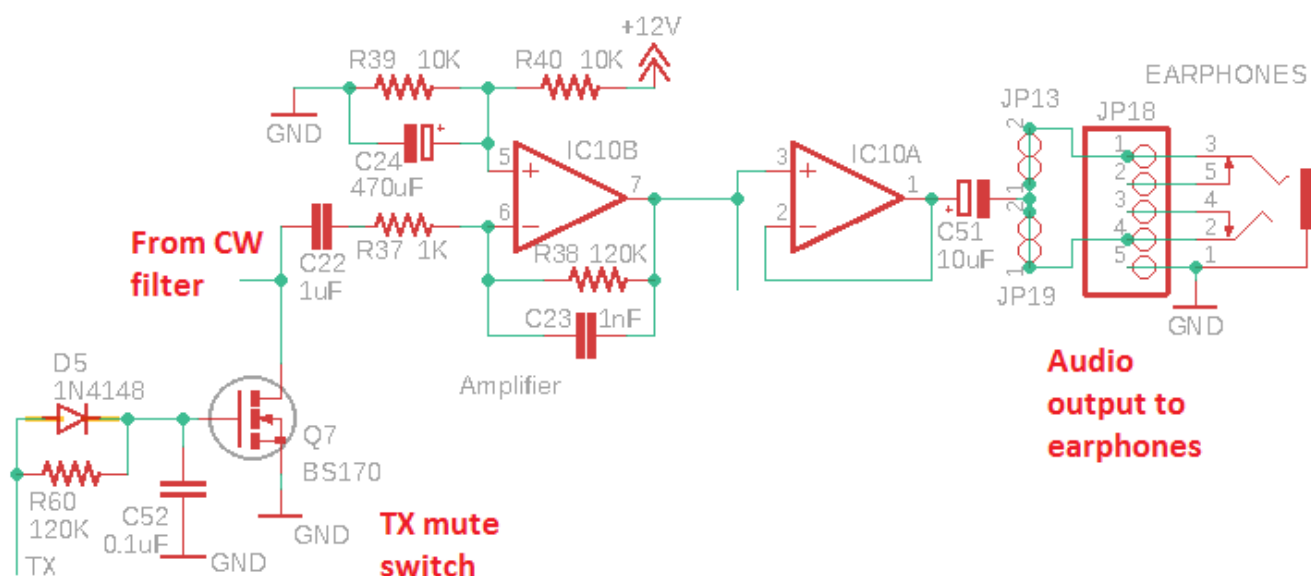 +12V
R39 10K
R40 10K
EARPHONES
JP13
JP18
GND
2
IC10B
IC10A
C24
470uF
+
5
+
7
3
+
1
1
3
2
5
1
2
3
4
6
−
2
−
+
C51
10uF
4
2
5
1
1
JP19
GND
From CW
filter
C22
1uF
R37 1K
R38 120K
C23 1nF
Amplifier
Audio
output to
earphones
D5
1N4148
Q7
BS170
R60
120K
C52
0.1uF
GND
GND
TX mute
switch
TX